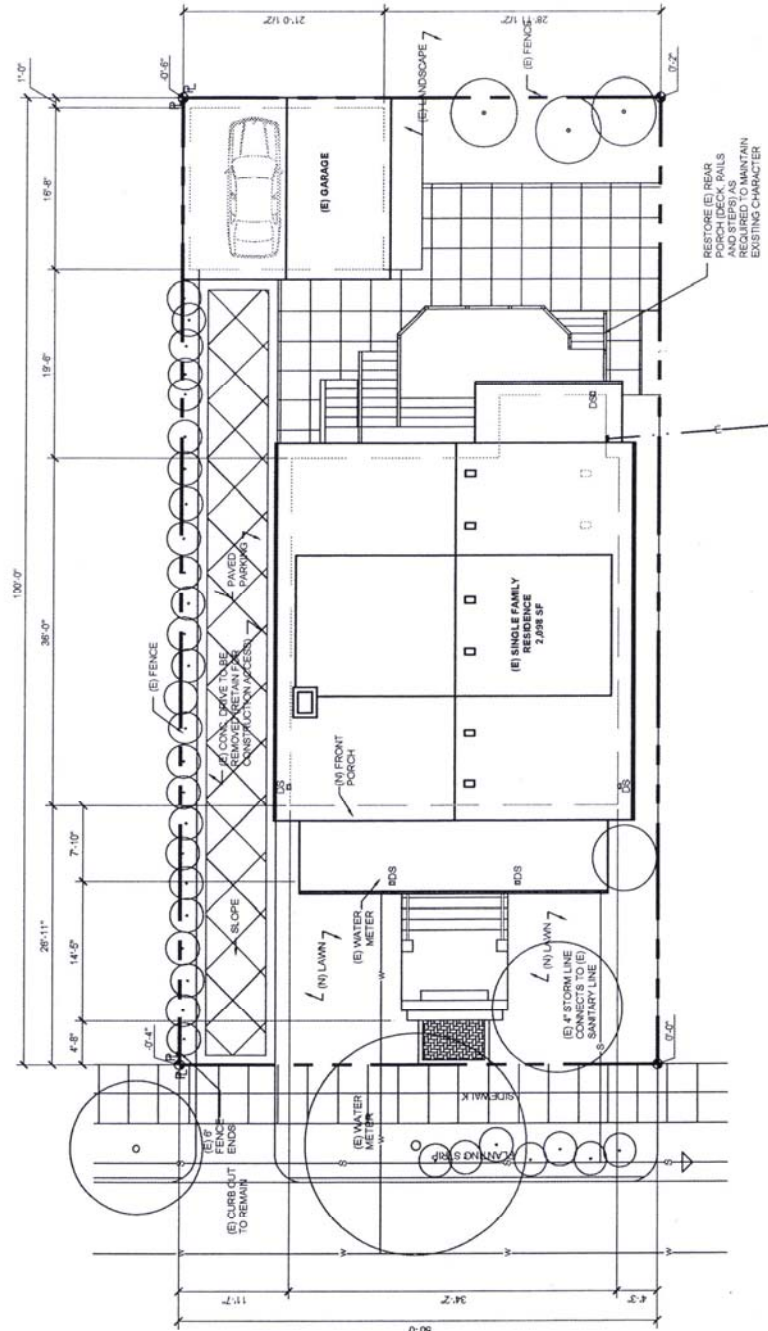 21'-0 1/2"
28'-11 1/2"
1'-0"
-0'-6"
PL
PL
(E) LANDSCAPE
(E) FENCE
0'-2"
16'-8"
(E) GARAGE
RESTORE (E) REAR
PORCH (DECK, RAILS
AND STEPS) AS
REQUIRED TO MAINTAIN
EXISTING CHARACTER
19'-6"
DS
E
100'-0"
36'-0"
(E) FENCE
PAVED
PARKING
(E) CONC. DRIVE TO BE
REMOVED (RETAIN FOR
CONSTRUCTION ACCESS)
(E) SINGLE FAMILY
RESIDENCE
2,098 SF
(N) FRONT
PORCH
DS
DS
26'-11"
7'-10"
14'-5"
4'-8"
SLOPE
(N) LAWN
(E) WATER
METER
DS
DS
W
(N) LAWN
(E) 4" STORM LINE
CONNECTS TO (E)
SANITARY LINE
S
-0'-4"
PL
PL
0'-0"
SIDEWALK
(E) 6'
FENCE
ENDS
(E) WATER
METER
W
PLANTING STRIP
S
S
S
S
(E) CURB CUT
TO REMAIN
W
W
W
W
11'-7"
34'-2"
4'-3"
50'-0"